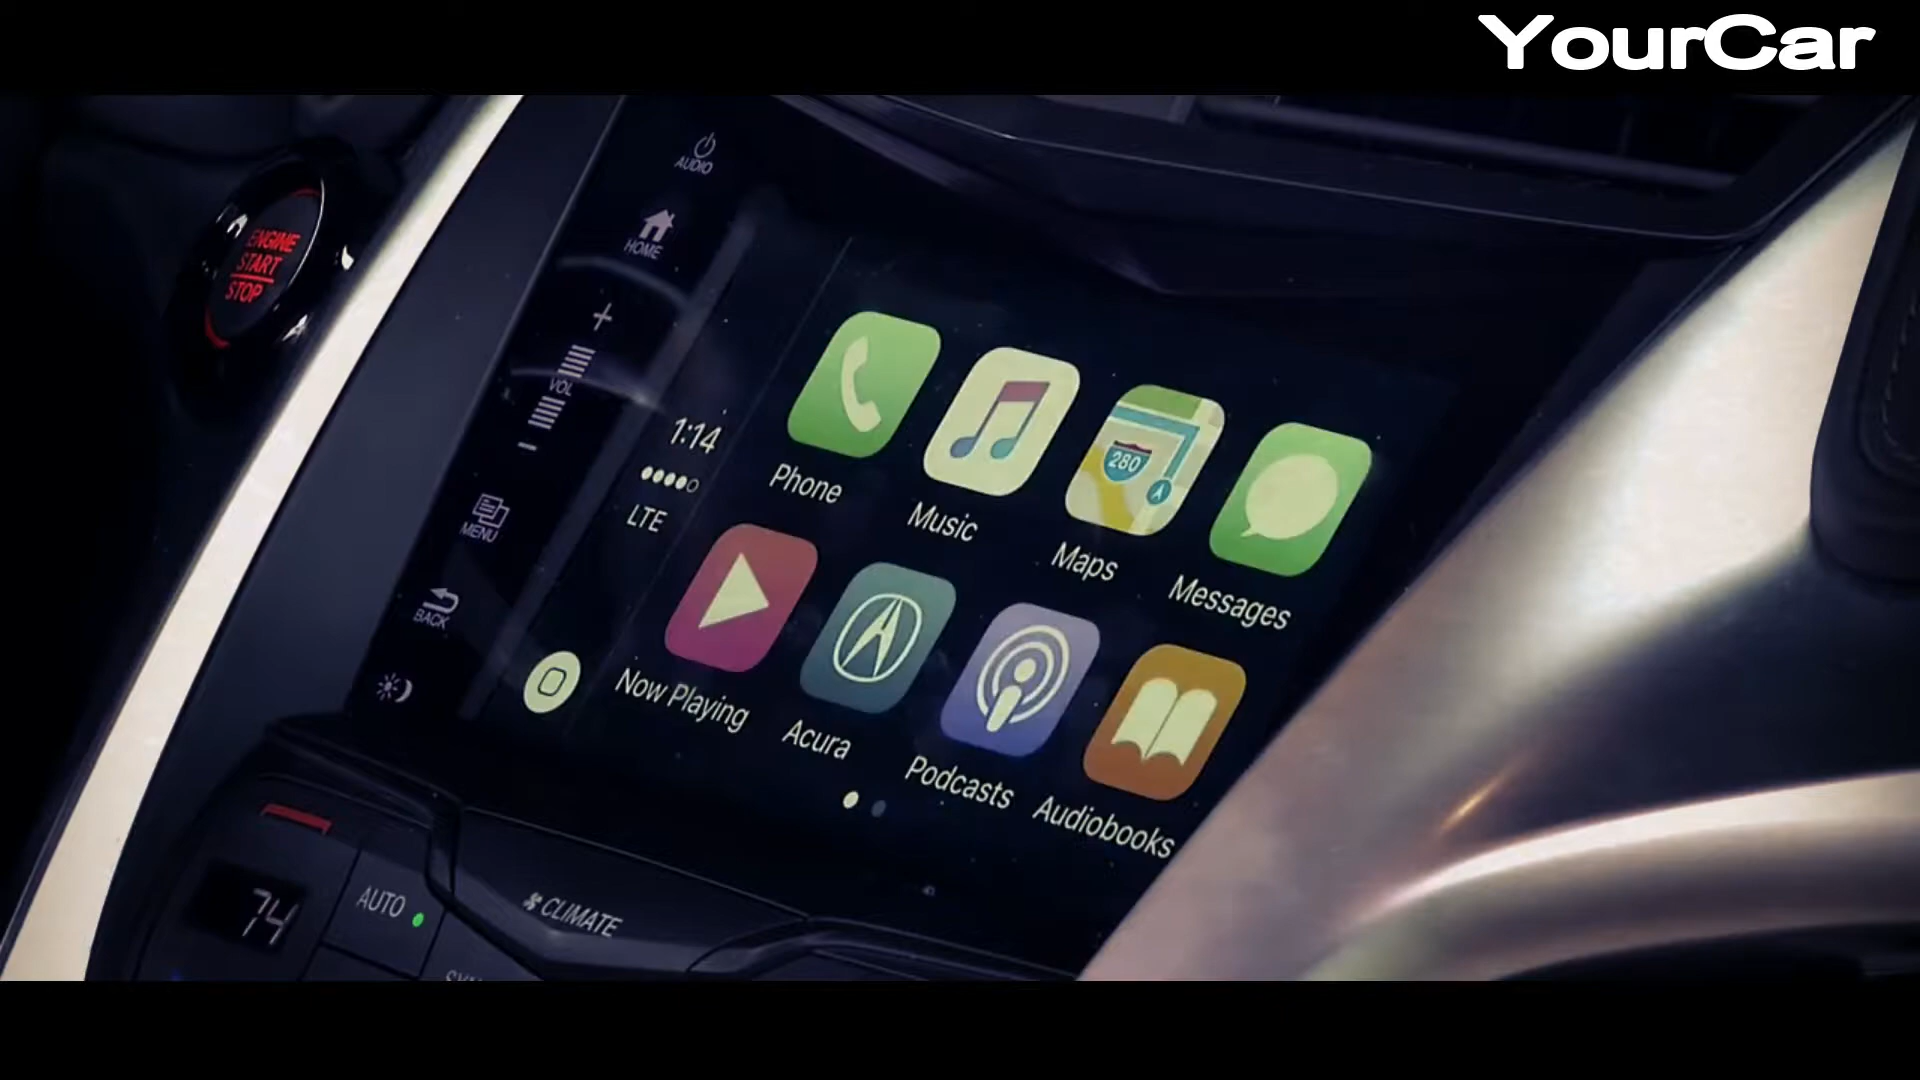 YourCar
AUDIO
HOME
ENGINE
START
STOP
+
VOL
-
1:14
LTE
Phone
Music
280
Maps
Messages
MENU
BACK
Now Playing
Acura
Podcasts
Audiobooks
74
AUTO
CLIMATE